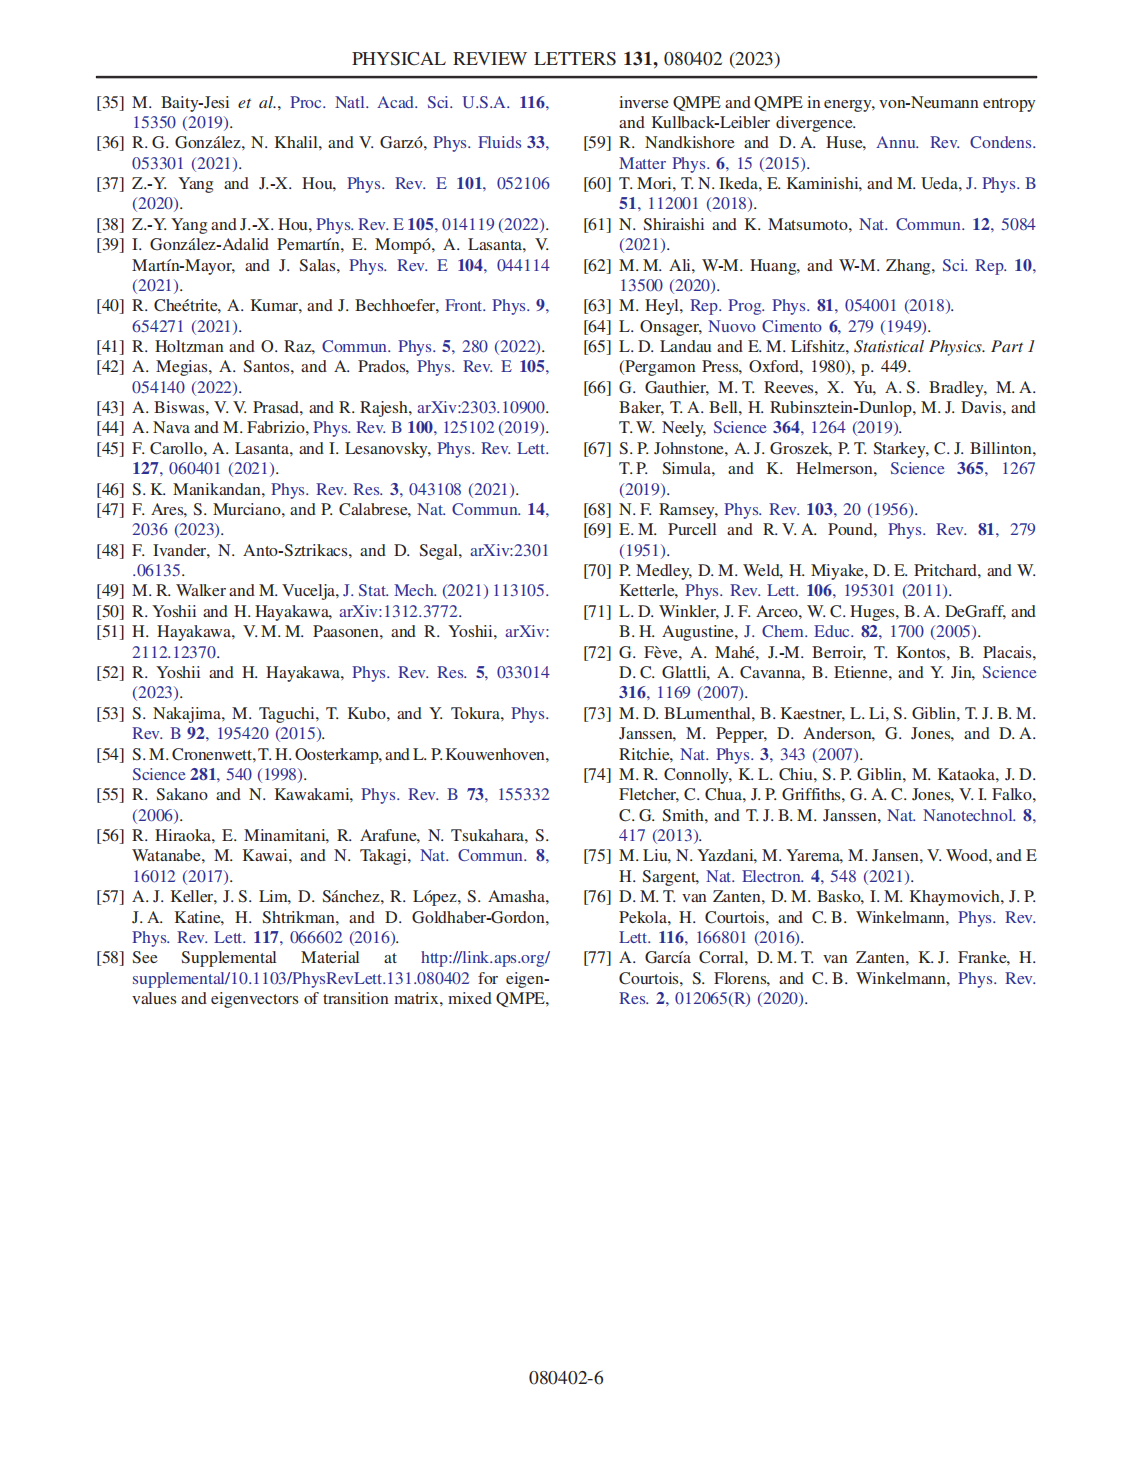 PHYSICAL REVIEW LETTERS 131, 080402 (2023)
[35] M. Baity-Jesi et al., Proc. Natl. Acad. Sci. U.S.A. 116,
15350 (2019).
[36] R. G. González, N. Khalil, and V. Garzó, Phys. Fluids 33,
053301 (2021).
[37] Z.-Y. Yang and J.-X. Hou, Phys. Rev. E 101, 052106
(2020).
[38] Z.-Y. Yang and J.-X. Hou, Phys. Rev. E 105, 014119 (2022).
[39] I. González-Adalid Pemartín, E. Mompó, A. Lasanta, V.
Martín-Mayor, and J. Salas, Phys. Rev. E 104, 044114
(2021).
[40] R. Cheétrite, A. Kumar, and J. Bechhoefer, Front. Phys. 9,
654271 (2021).
[41] R. Holtzman and O. Raz, Commun. Phys. 5, 280 (2022).
[42] A. Megias, A. Santos, and A. Prados, Phys. Rev. E 105,
054140 (2022).
[43] A. Biswas, V. V. Prasad, and R. Rajesh, arXiv:2303.10900.
[44] A. Nava and M. Fabrizio, Phys. Rev. B 100, 125102 (2019).
[45] F. Carollo, A. Lasanta, and I. Lesanovsky, Phys. Rev. Lett.
127, 060401 (2021).
[46] S. K. Manikandan, Phys. Rev. Res. 3, 043108 (2021).
[47] F. Ares, S. Murciano, and P. Calabrese, Nat. Commun. 14,
2036 (2023).
[48] F. Ivander, N. Anto-Sztrikacs, and D. Segal, arXiv:2301
.06135.
[49] M. R. Walker and M. Vucelja, J. Stat. Mech. (2021) 113105.
[50] R. Yoshii and H. Hayakawa, arXiv:1312.3772.
[51] H. Hayakawa, V. M. M. Paasonen, and R. Yoshii, arXiv:
2112.12370.
[52] R. Yoshii and H. Hayakawa, Phys. Rev. Res. 5, 033014
(2023).
[53] S. Nakajima, M. Taguchi, T. Kubo, and Y. Tokura, Phys.
Rev. B 92, 195420 (2015).
[54] S. M. Cronenwett, T. H. Oosterkamp, and L. P. Kouwenhoven,
Science 281, 540 (1998).
[55] R. Sakano and N. Kawakami, Phys. Rev. B 73, 155332
(2006).
[56] R. Hiraoka, E. Minamitani, R. Arafune, N. Tsukahara, S.
Watanabe, M. Kawai, and N. Takagi, Nat. Commun. 8,
16012 (2017).
[57] A. J. Keller, J. S. Lim, D. Sánchez, R. López, S. Amasha,
J. A. Katine, H. Shtrikman, and D. Goldhaber-Gordon,
Phys. Rev. Lett. 117, 066602 (2016).
[58] See Supplemental Material at http://link.aps.org/
supplemental/10.1103/PhysRevLett.131.080402 for eigen-
values and eigenvectors of transition matrix, mixed QMPE,
inverse QMPE and QMPE in energy, von-Neumann entropy
and Kullback-Leibler divergence.
[59] R. Nandkishore and D. A. Huse, Annu. Rev. Condens.
Matter Phys. 6, 15 (2015).
[60] T. Mori, T. N. Ikeda, E. Kaminishi, and M. Ueda, J. Phys. B
51, 112001 (2018).
[61] N. Shiraishi and K. Matsumoto, Nat. Commun. 12, 5084
(2021).
[62] M. M. Ali, W-M. Huang, and W-M. Zhang, Sci. Rep. 10,
13500 (2020).
[63] M. Heyl, Rep. Prog. Phys. 81, 054001 (2018).
[64] L. Onsager, Nuovo Cimento 6, 279 (1949).
[65] L. D. Landau and E. M. Lifshitz, Statistical Physics. Part 1
(Pergamon Press, Oxford, 1980), p. 449.
[66] G. Gauthier, M. T. Reeves, X. Yu, A. S. Bradley, M. A.
Baker, T. A. Bell, H. Rubinsztein-Dunlop, M. J. Davis, and
T. W. Neely, Science 364, 1264 (2019).
[67] S. P. Johnstone, A. J. Groszek, P. T. Starkey, C. J. Billinton,
T. P. Simula, and K. Helmerson, Science 365, 1267
(2019).
[68] N. F. Ramsey, Phys. Rev. 103, 20 (1956).
[69] E. M. Purcell and R. V. A. Pound, Phys. Rev. 81, 279
(1951).
[70] P. Medley, D. M. Weld, H. Miyake, D. E. Pritchard, and W.
Ketterle, Phys. Rev. Lett. 106, 195301 (2011).
[71] L. D. Winkler, J. F. Arceo, W. C. Huges, B. A. DeGraff, and
B. H. Augustine, J. Chem. Educ. 82, 1700 (2005).
[72] G. Fève, A. Mahé, J.-M. Berroir, T. Kontos, B. Placais,
D. C. Glattli, A. Cavanna, B. Etienne, and Y. Jin, Science
316, 1169 (2007).
[73] M. D. BLumenthal, B. Kaestner, L. Li, S. Giblin, T. J. B. M.
Janssen, M. Pepper, D. Anderson, G. Jones, and D. A.
Ritchie, Nat. Phys. 3, 343 (2007).
[74] M. R. Connolly, K. L. Chiu, S. P. Giblin, M. Kataoka, J. D.
Fletcher, C. Chua, J. P. Griffiths, G. A. C. Jones, V. I. Falko,
C. G. Smith, and T. J. B. M. Janssen, Nat. Nanotechnol. 8,
417 (2013).
[75] M. Liu, N. Yazdani, M. Yarema, M. Jansen, V. Wood, and E
H. Sargent, Nat. Electron. 4, 548 (2021).
[76] D. M. T. van Zanten, D. M. Basko, I. M. Khaymovich, J. P.
Pekola, H. Courtois, and C. B. Winkelmann, Phys. Rev.
Lett. 116, 166801 (2016).
[77] A. García Corral, D. M. T. van Zanten, K. J. Franke, H.
Courtois, S. Florens, and C. B. Winkelmann, Phys. Rev.
Res. 2, 012065(R) (2020).
080402-6